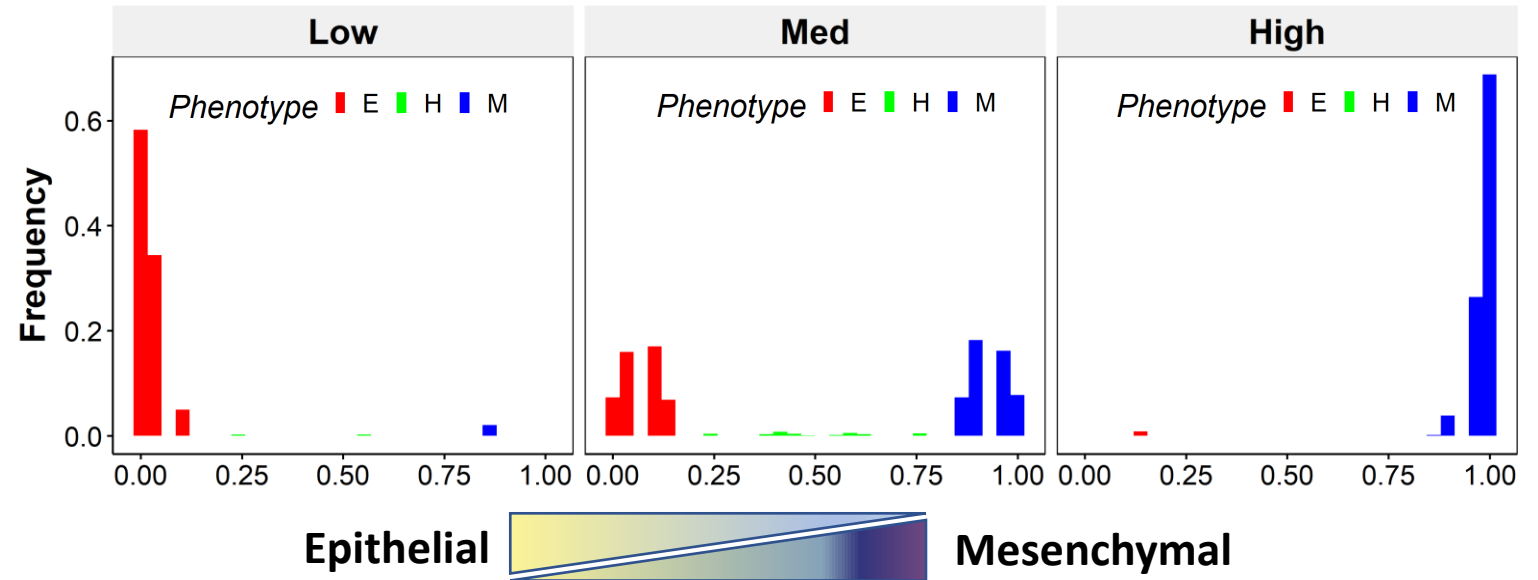 Low Med High
Phenotype E H M Phenotype E H M Phenotype E H M
Frequency
0.6
0.4
0.2
0.0
0.00 0.25 0.50 0.75 1.00 0.00 0.25 0.50 0.75 1.00 0.00 0.25 0.50 0.75 1.00
Epithelial Mesenchymal